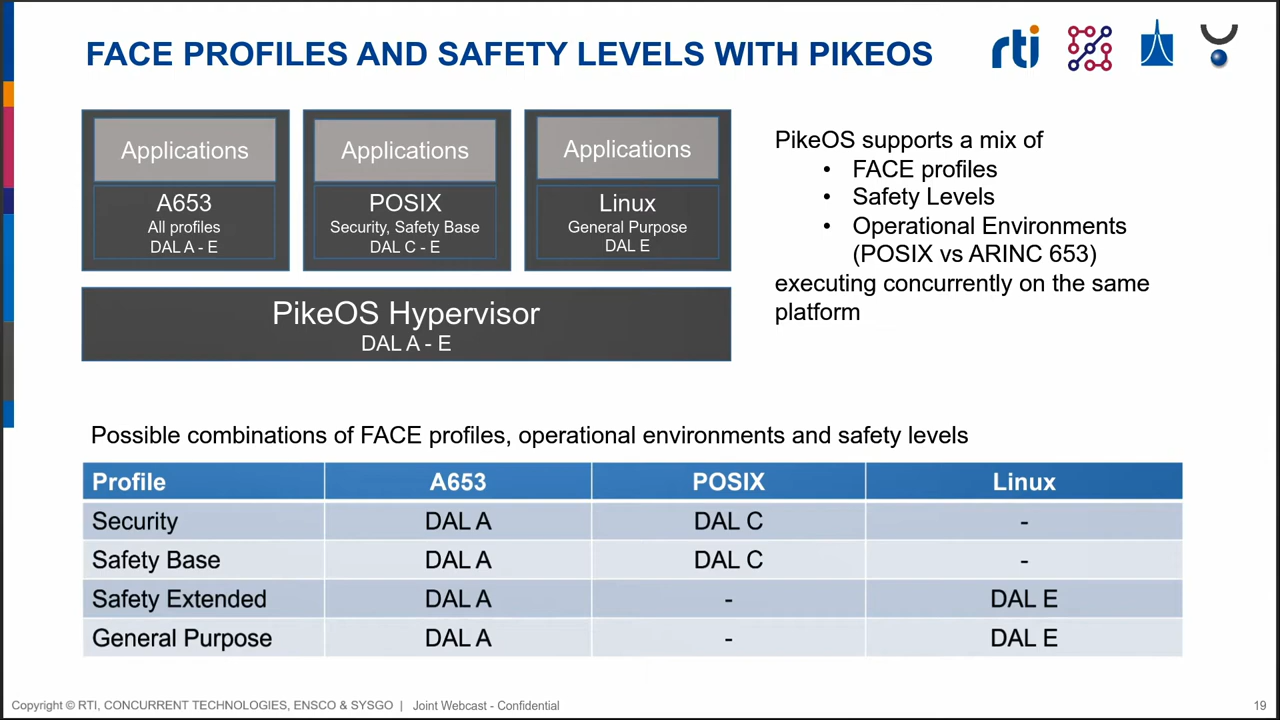 FACE PROFILES AND SAFETY LEVELS WITH PIKEOS
rti
Applications
A653
All profiles
DAL A - E
Applications
POSIX
Security, Safety Base
DAL C - E
Applications
Linux
General Purpose
DAL E
PikeOS Hypervisor
DAL A - E
PikeOS supports a mix of
• FACE profiles
• Safety Levels
• Operational Environments
(POSIX vs ARINC 653)
executing concurrently on the same
platform
Possible combinations of FACE profiles, operational environments and safety levels
Profile A653 POSIX Linux
Security DAL A DAL C -
Safety Base DAL A DAL C -
Safety Extended DAL A - DAL E
General Purpose DAL A - DAL E
Copyright © RTI, CONCURRENT TECHNOLOGIES, ENSCO & SYSGO | Joint Webcast - Confidential 19